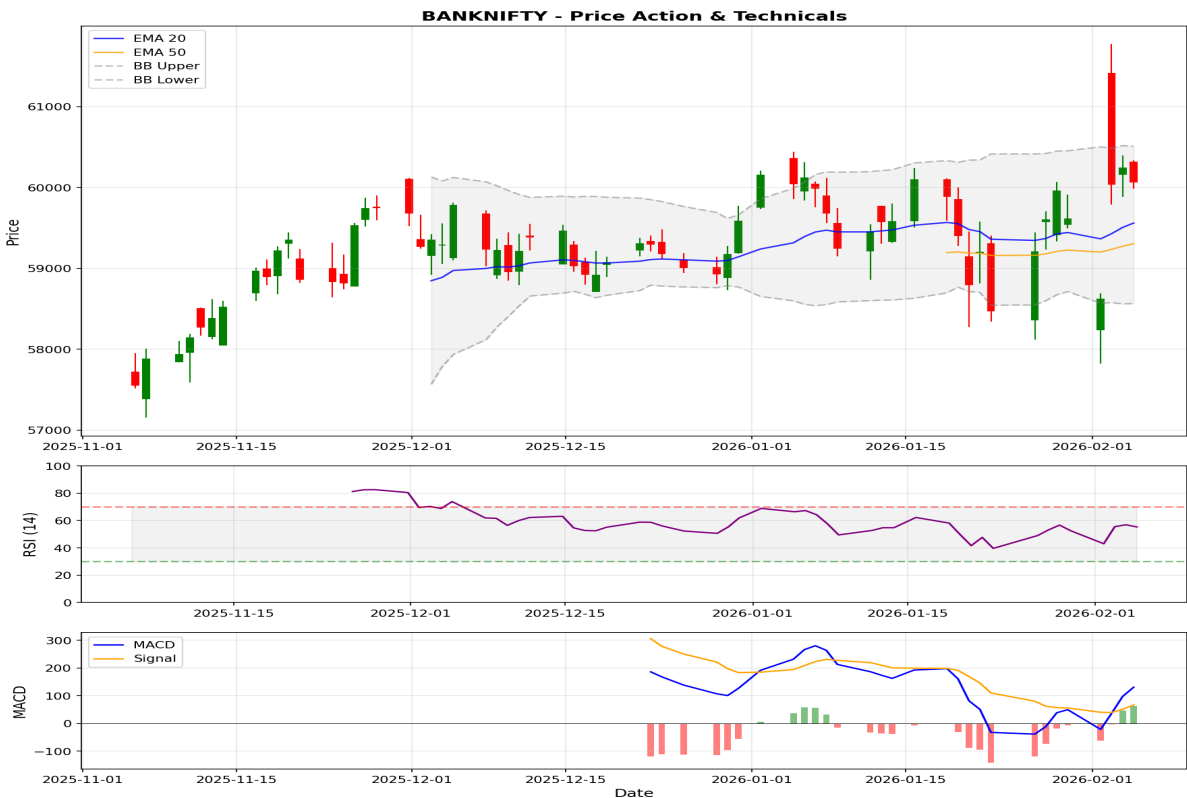 BANKNIFTY - Price Action & Technicals
EMA 20
EMA 50
BB Upper
BB Lower
Price
61000
60000
59000
58000
57000
2025-11-01 2025-11-15 2025-12-01 2025-12-15 2026-01-01 2026-01-15 2026-02-01
RSI (14)
100
80
60
40
20
0
2025-11-15 2025-12-01 2025-12-15 2026-01-01 2026-01-15 2026-02-01
MACD
Signal
MACD
300
200
100
0
−100
2025-11-01 2025-11-15 2025-12-01 2025-12-15 2026-01-01 2026-01-15 2026-02-01
Date